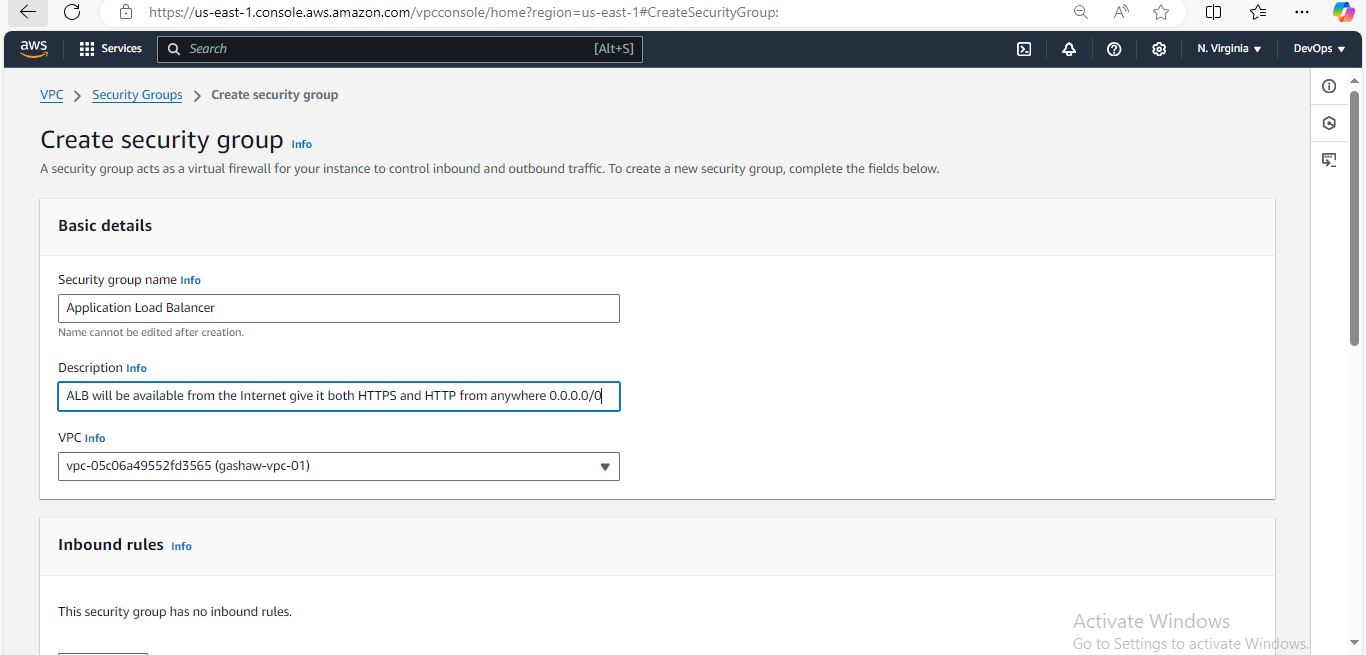 https://us-east-1.console.aws.amazon.com/vpcconsole/home?region=us-east-1#CreateSecurityGroup:
aws Services Search [Alt+S] N. Virginia DevOps
VPC > Security Groups > Create security group
Create security group Info
A security group acts as a virtual firewall for your instance to control inbound and outbound traffic. To create a new security group, complete the fields below.
Basic details
Security group name Info
Application Load Balancer
Name cannot be edited after creation.
Description Info
ALB will be available from the Internet give it both HTTPS and HTTP from anywhere 0.0.0.0/0
VPC Info
vpc-05c06a49552fd3565 (gashaw-vpc-01)
Inbound rules Info
This security group has no inbound rules.
Activate Windows
Go to Settings to activate Windows.